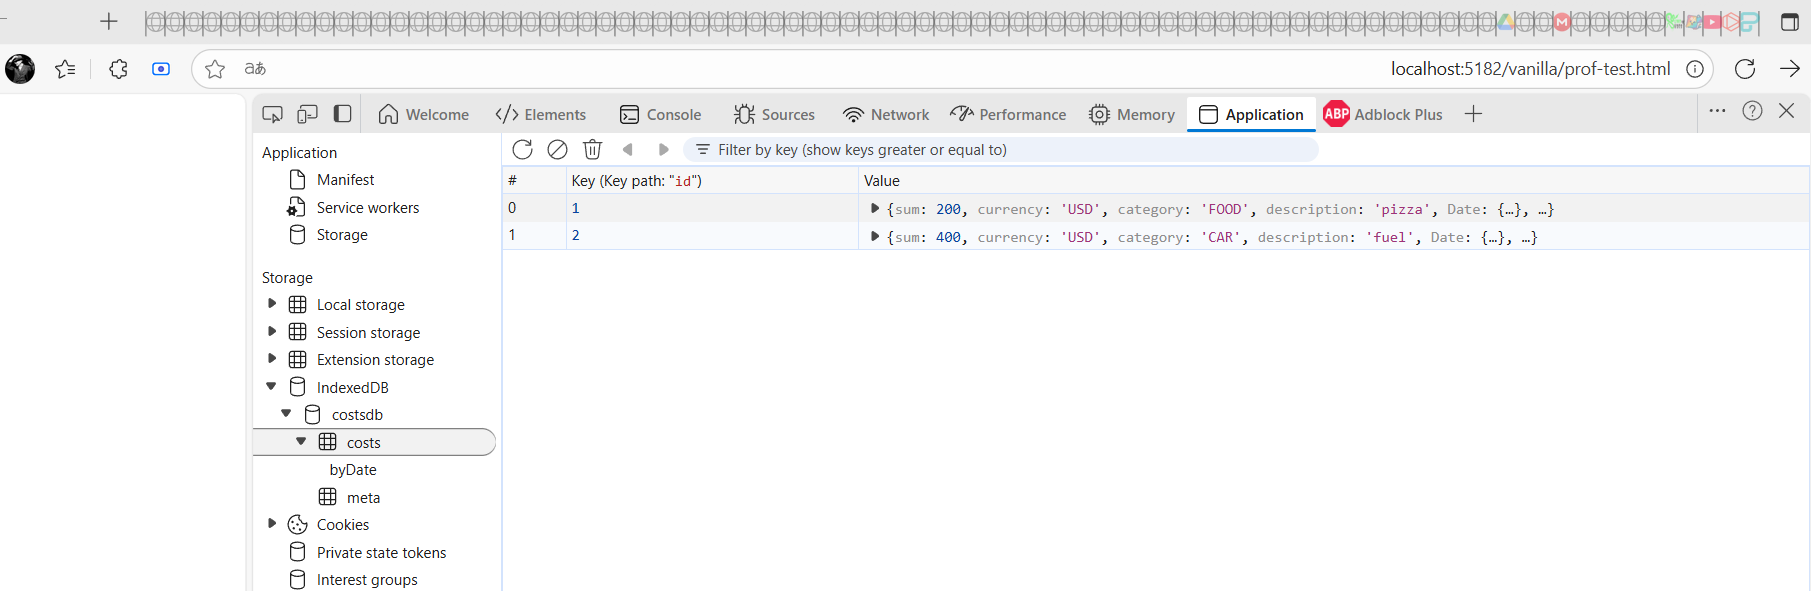 aあ
localhost:5182/vanilla/prof-test.html
Welcome
Elements
Console
Sources
Network
Performance
Memory
Application
ABP Adblock Plus
Application
Manifest
Service workers
Storage
Storage
Local storage
Session storage
Extension storage
IndexedDB
costsdb
costs
byDate
meta
Cookies
Private state tokens
Interest groups
Filter by key (show keys greater or equal to)
# Key (Key path: "id") Value
0 1 {sum: 200, currency: 'USD', category: 'FOOD', description: 'pizza', Date: {…}, …}
1 2 {sum: 400, currency: 'USD', category: 'CAR', description: 'fuel', Date: {…}, …}